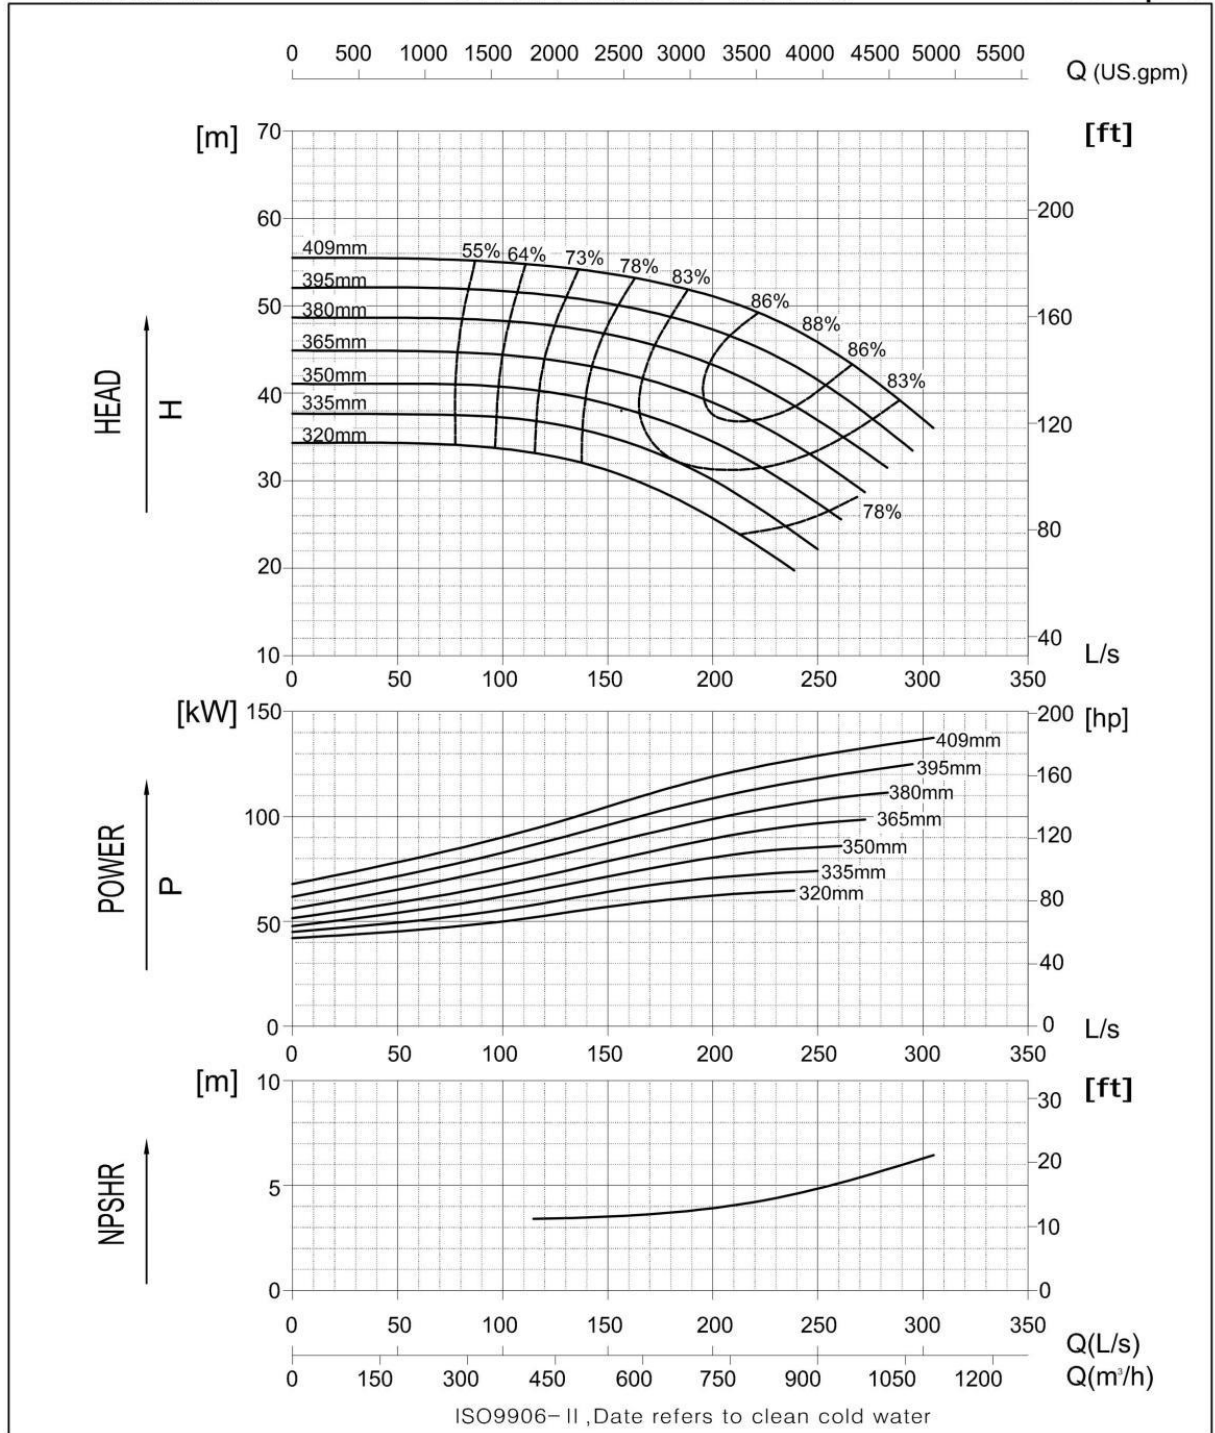 0 500 1000 1500 2000 2500 3000 3500 4000 4500 5000 5500
Q (US.gpm)
[m] 70 [ft]
60 200
50 160
40 120
30 80
20
10 40 L/s
HEAD H
409mm 55% 64% 73% 78% 83% 86% 88% 86% 83%
395mm
380mm
365mm
350mm
335mm
320mm
78%
0 50 100 150 200 250 300 350
[kW] 150 200 [hp]
160
100 120
50 80
40
0 0 L/s
POWER P
409mm
395mm
380mm
365mm
350mm
335mm
320mm
0 50 100 150 200 250 300 350
[m] 10 30 [ft]
5 20
10
0 0
NPSHR
0 50 100 150 200 250 300 350
Q(L/s)
0 150 300 450 600 750 900 1050 1200 Q(m³/h)
ISO9906-II ,Date refers to clean cold water